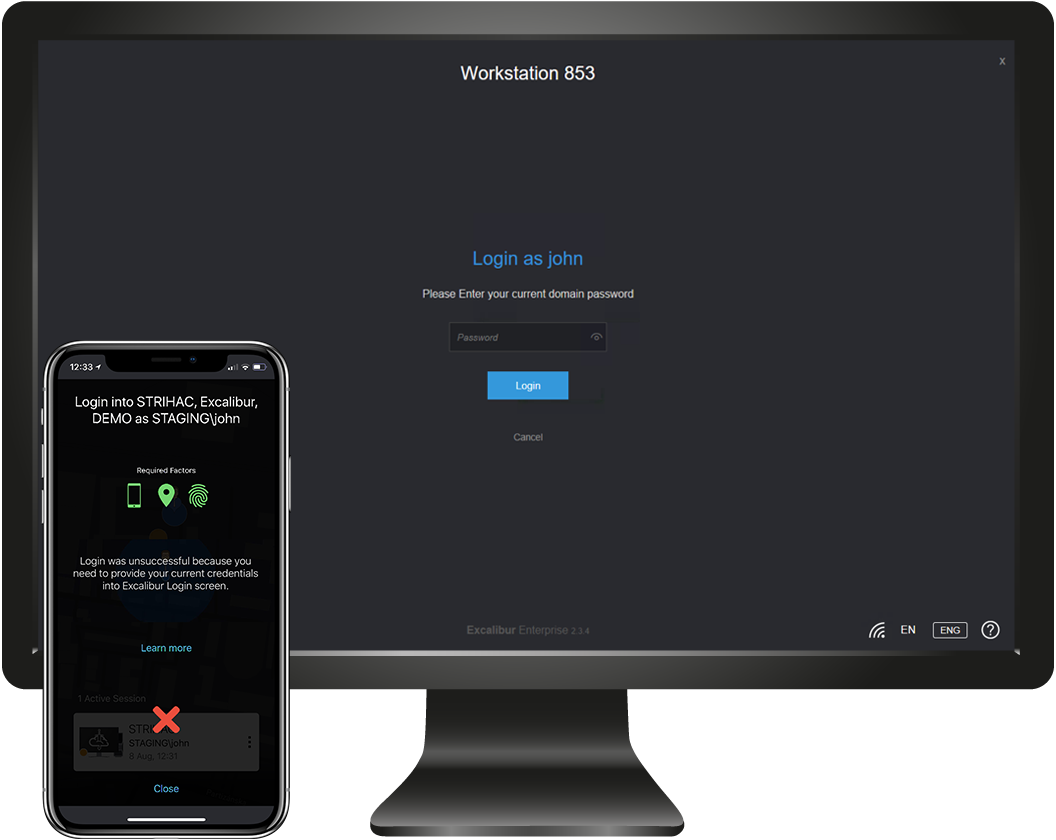 Workstation 853
x
Login as john
Please Enter your current domain password
Password
Login
Cancel
Excalibur Enterprise 2.3.4
EN
ENG
?
12:33
Login into STRIHAC, Excalibur,
DEMO as STAGING\john
Required Factors
Login was unsuccessful because you
need to provide your current credentials
into Excalibur Login screen.
Learn more
1 Active Session
STAGING\john
8 Aug, 12:31
Close